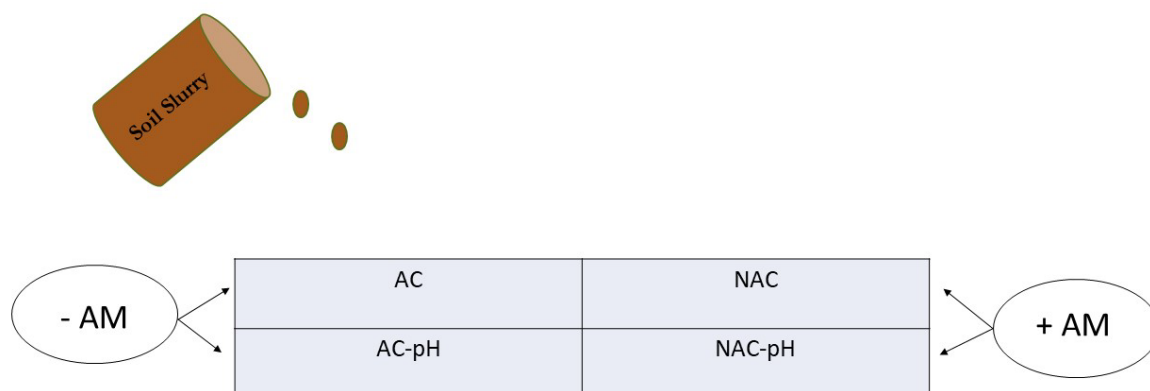 Soil Slurry
AC
NAC
- AM
+ AM
AC-pH
NAC-pH